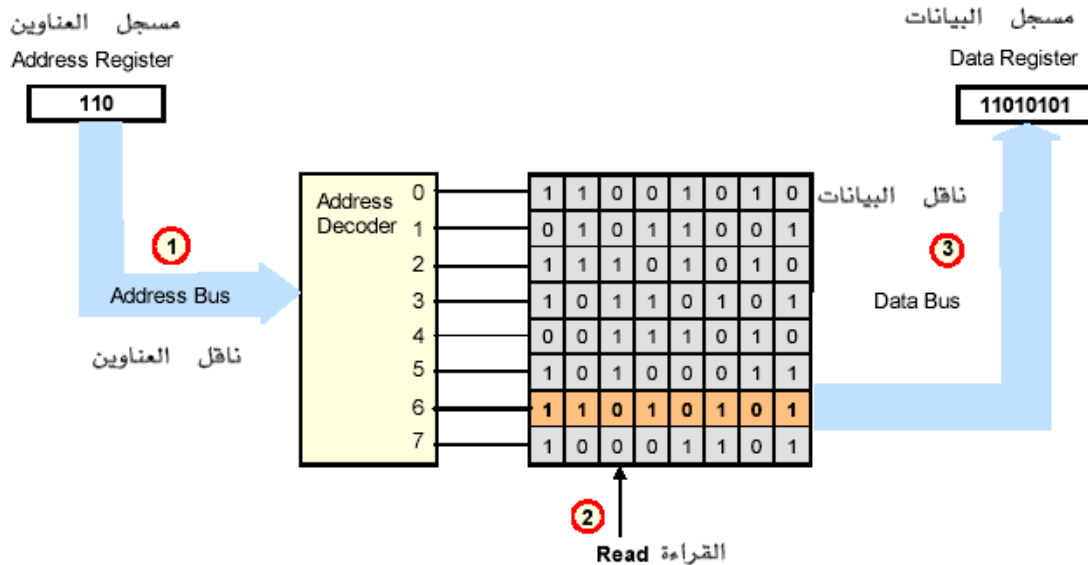 مسجل العناوين
Address Register
110
مسجل البيانات
Data Register
11010101
1
Address Bus
ناقل العناوين
Address
Decoder
0 1 1 0 0 1 0 1 0
1 0 1 0 1 1 0 0 1
2 1 1 1 0 1 0 1 0
3 1 0 1 1 0 1 0 1
4 0 0 1 1 1 0 1 0
5 1 0 1 0 0 0 1 1
6 1 1 0 1 0 1 0 1
7 1 0 0 0 1 1 0 1
ناقل البيانات
3
Data Bus
2
Read القراءة